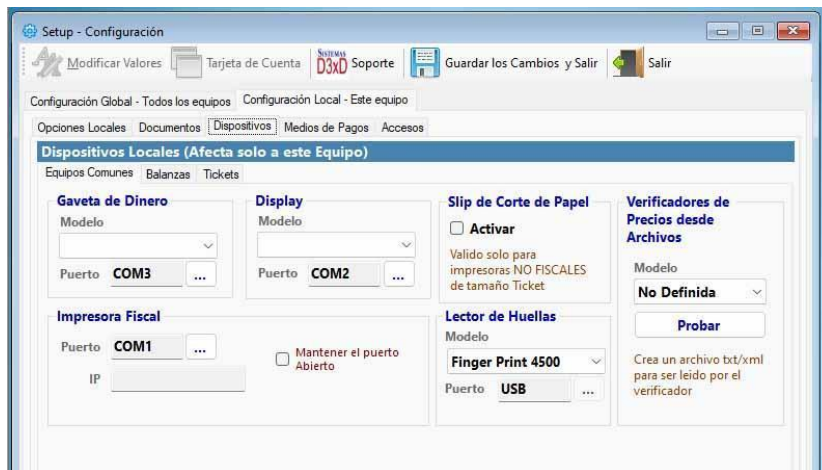 Setup - Configuración
Modificar Valores Tarjeta de Cuenta SISTEMAS D3xD Soporte Guardar los Cambios y Salir Salir
Configuración Global - Todos los equipos Configuración Local - Este equipo
Opciones Locales Documentos Dispositivos Medios de Pagos Accesos
Dispositivos Locales (Afecta solo a este Equipo)
Equipos Comunes Balanzas Tickets
Gaveta de Dinero
Modelo
Puerto COM3 ...
Display
Modelo
Puerto COM2 ...
Slip de Corte de Papel
Activar
Valido solo para
impresoras NO FISCALES
de tamaño Ticket
Verificadores de
Precios desde
Archivos
Modelo
No Definida
Probar
Crea un archivo txt/xml
para ser leido por el
verificador
Impresora Fiscal
Puerto COM1 ...
IP
Mantener el puerto
Abierto
Lector de Huellas
Modelo
Finger Print 4500
Puerto USB ...